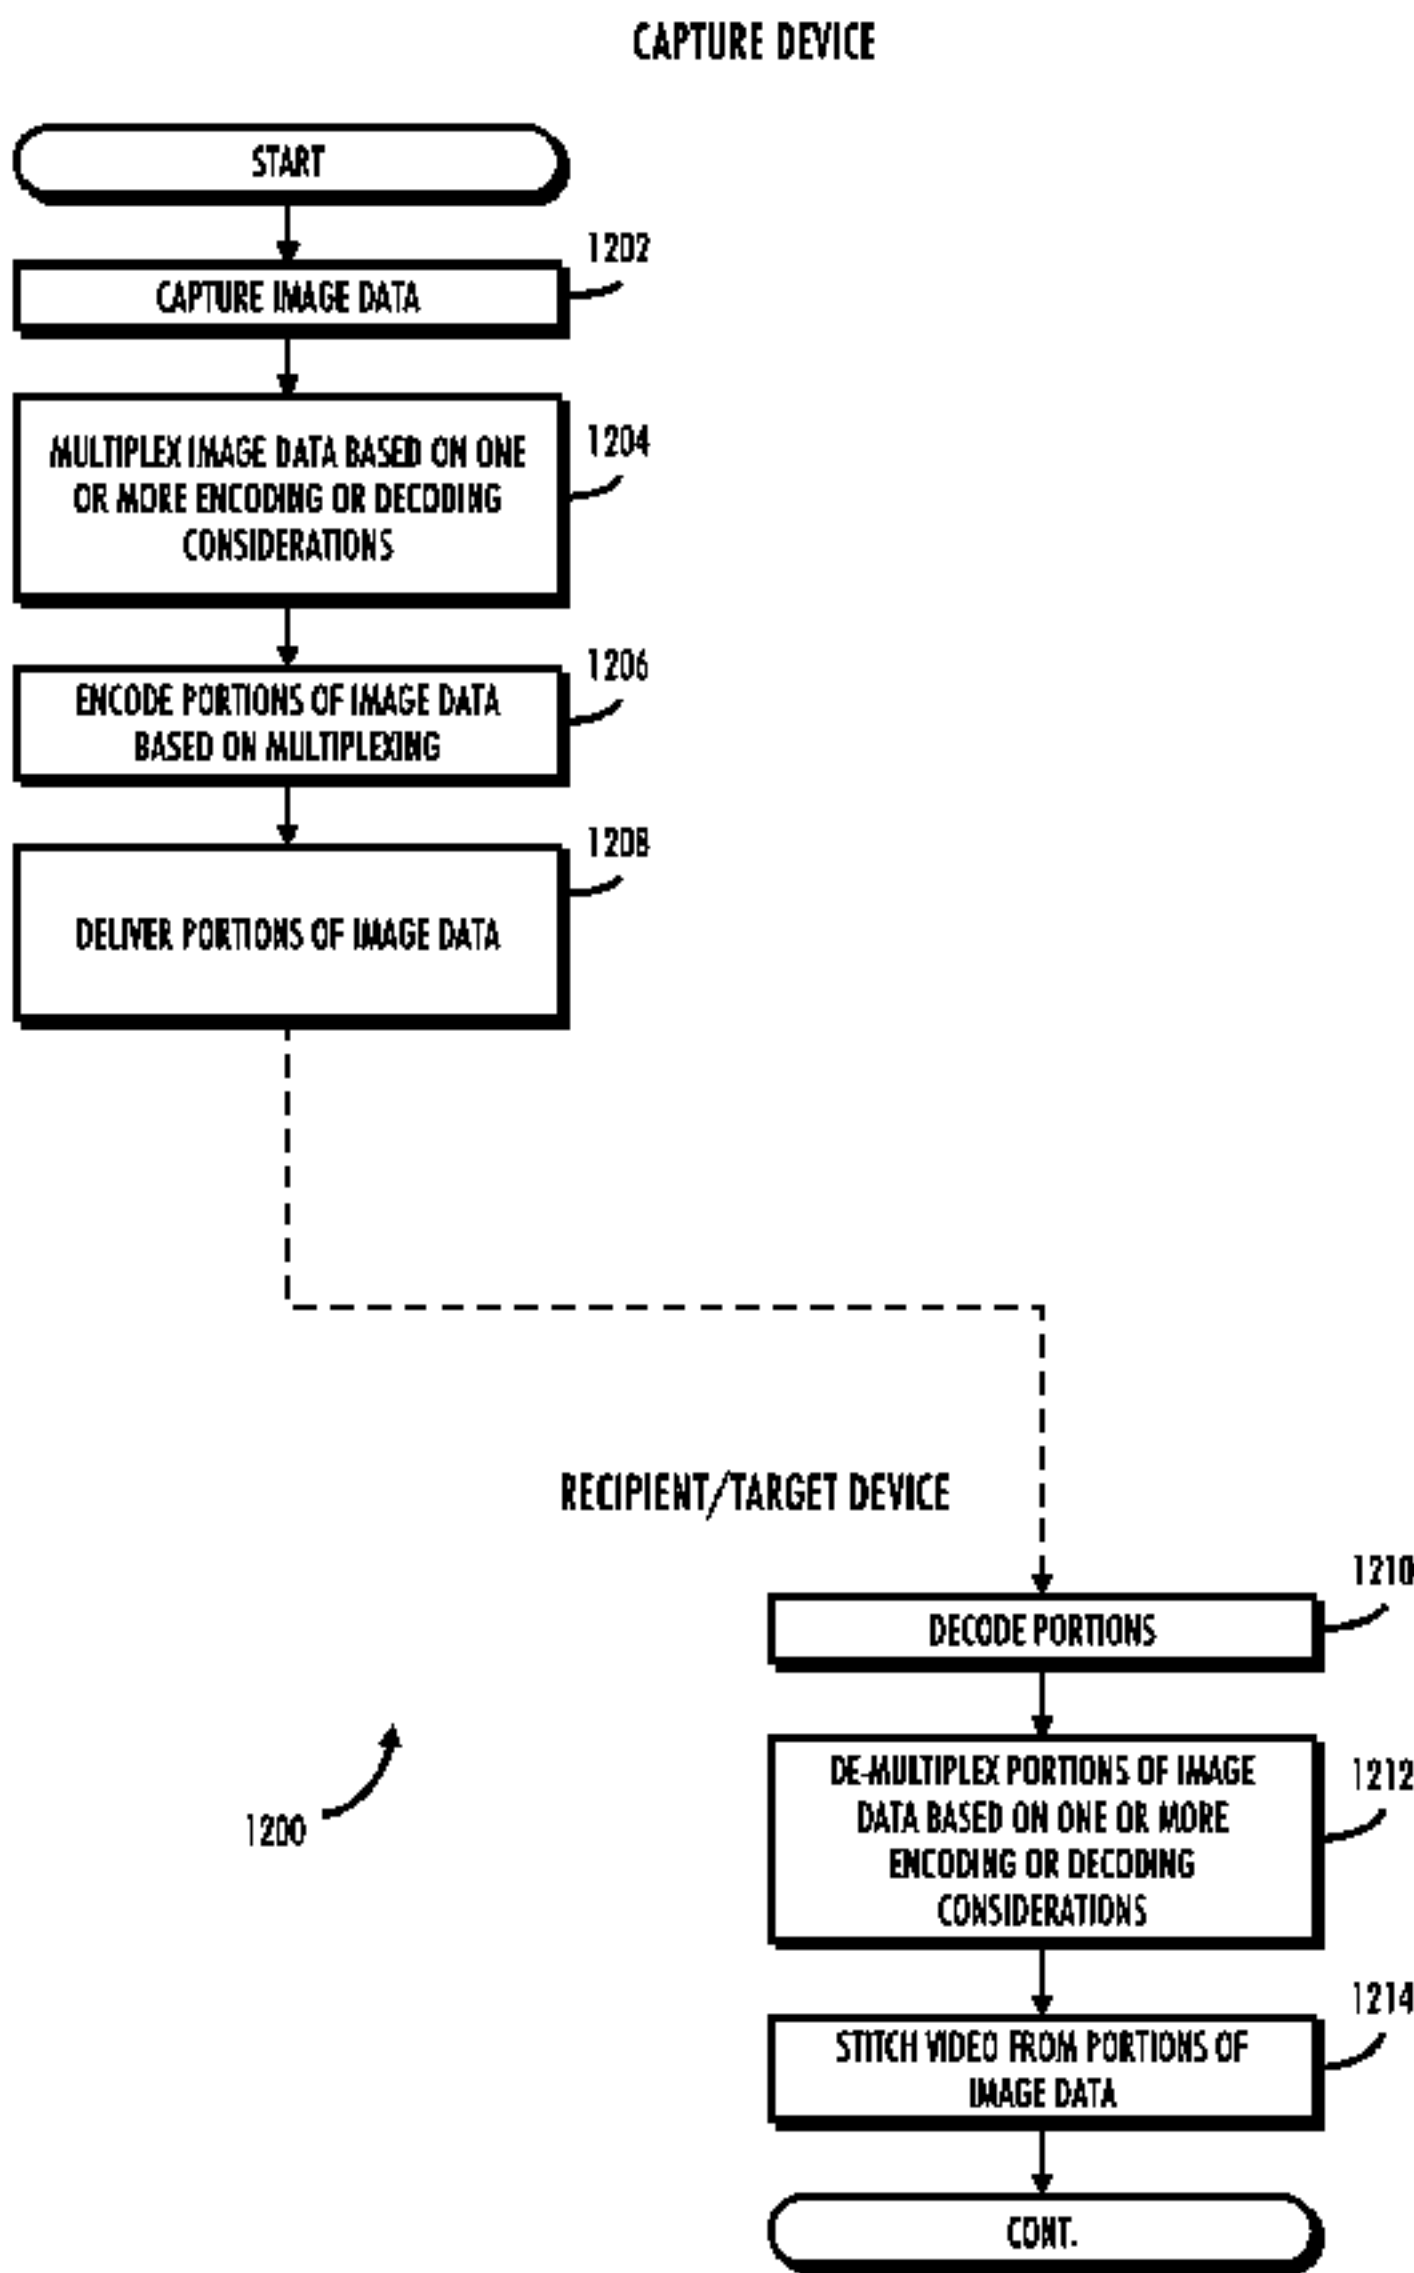 CAPTURE DEVICE
START
1202
CAPTURE IMAGE DATA
1204
MULTIPLEX IMAGE DATA BASED ON ONE
OR MORE ENCODING OR DECODING
CONSIDERATIONS
1206
ENCODE PORTIONS OF IMAGE DATA
BASED ON MULTIPLEXING
1208
DELIVER PORTIONS OF IMAGE DATA
RECIPIENT/TARGET DEVICE
1210
DECODE PORTIONS
1212
DE-MULTIPLEX PORTIONS OF IMAGE
DATA BASED ON ONE OR MORE
ENCODING OR DECODING
CONSIDERATIONS
1200
1214
STITCH VIDEO FROM PORTIONS OF
IMAGE DATA
CONT.